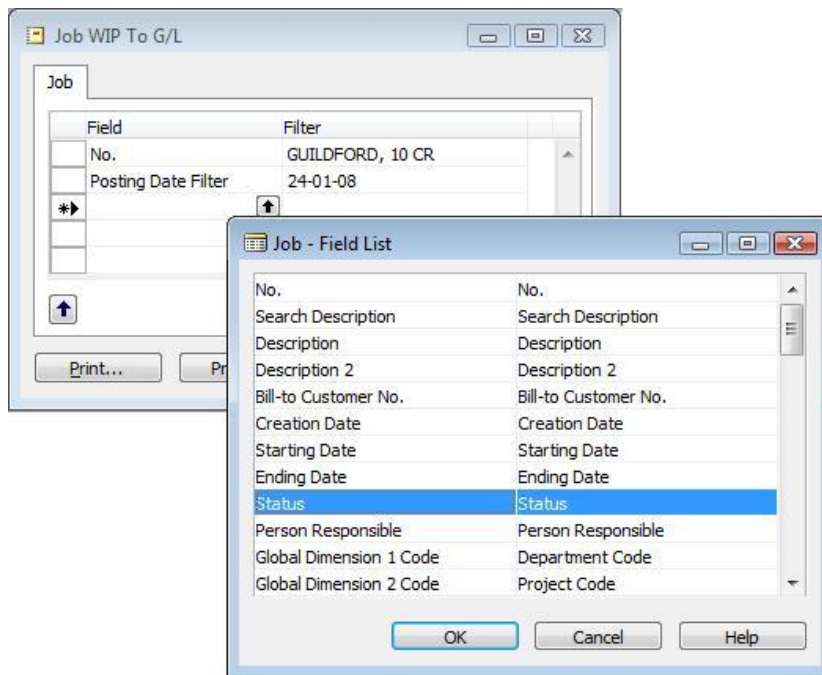 Job WIP To G/L
Job
Field Filter
No. GUILDFORD, 10 CR
Posting Date Filter 24-01-08
Print...
Pr
Job - Field List
No. No.
Search Description Search Description
Description Description
Description 2 Description 2
Bill-to Customer No. Bill-to Customer No.
Creation Date Creation Date
Starting Date Starting Date
Ending Date Ending Date
Status Status
Person Responsible Person Responsible
Global Dimension 1 Code Department Code
Global Dimension 2 Code Project Code
OK Cancel Help